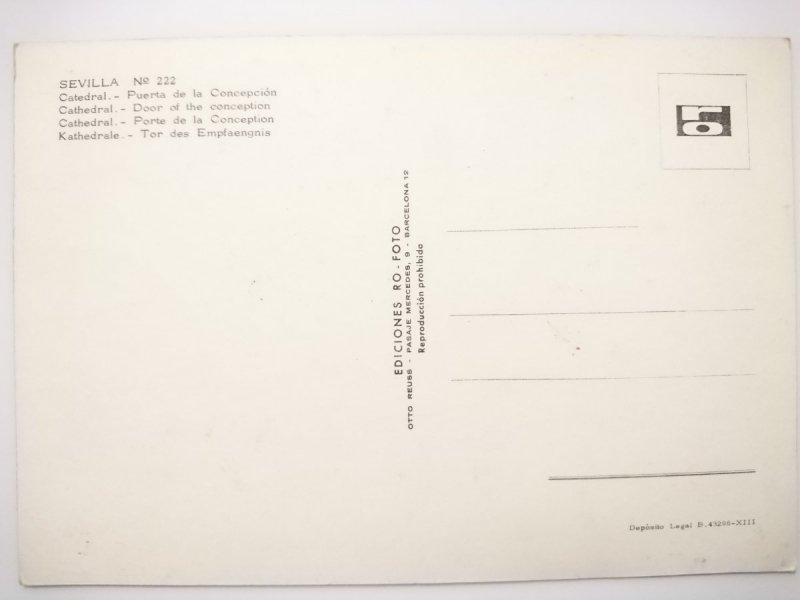 SEVILLA Nº 222
Catedral. - Puerta de la Concepción
Cathedral. - Door of the conception
Cathedral. - Porte de la Conception
Kathedrale. - Tor des Empfaengnis
ro
EDICIONES RO - FOTO
OTTO REUSS - PASAJE MERCEDES, 9 - BARCELONA 12
Reproducción prohibido
Depósito Legal B. 43298-XIII